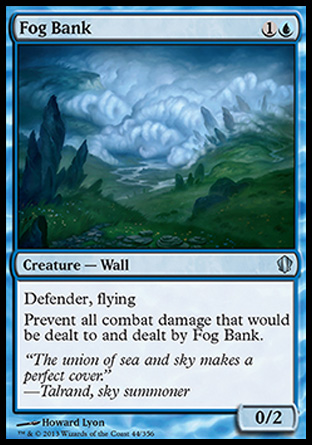 Fog Bank 1
Creature — Wall
Defender, flying
Prevent all combat damage that would
be dealt to and dealt by Fog Bank.
“The union of sea and sky makes a
perfect cover.”
—Talrand, sky summoner
0/2
Howard Lyon
™ & © 2013 Wizards of the Coast 44/356